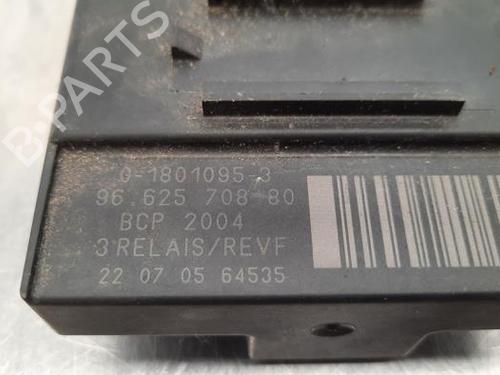 B-PARTS
0-1801095-3
96.625 708-80
BCP 2004
3 RELAIS/REVF
22 07 05 64535